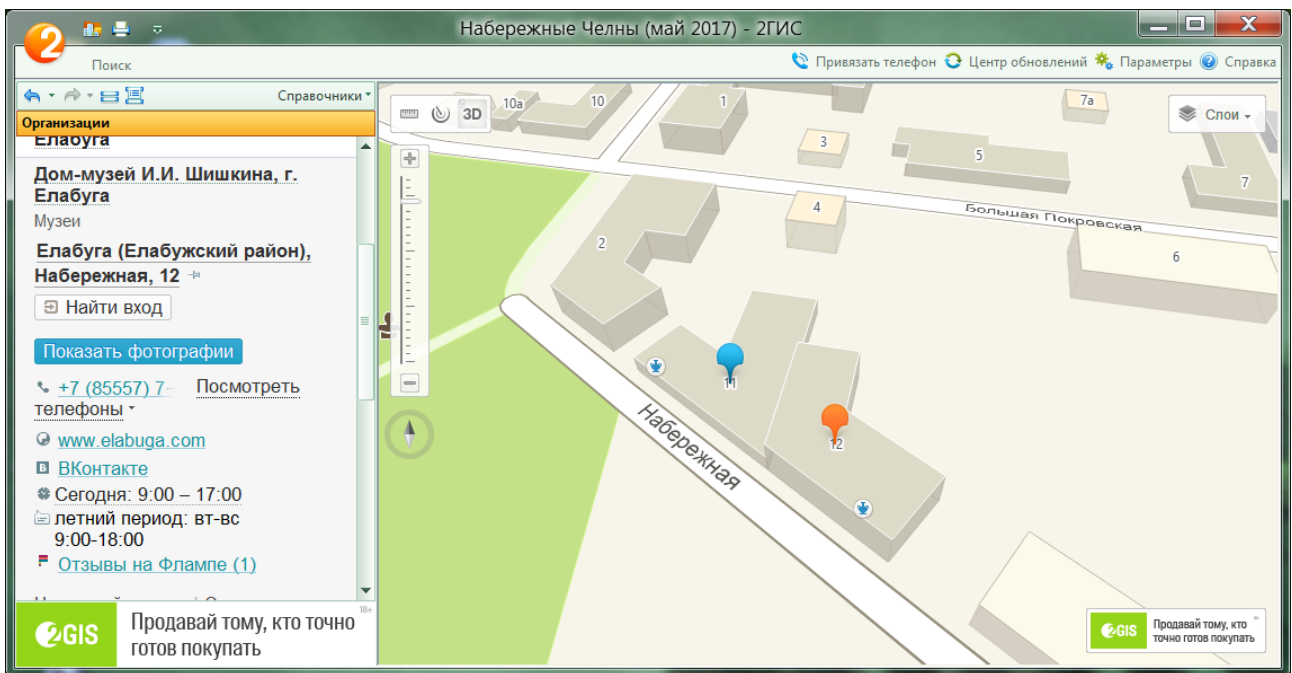 Набережные Челны (май 2017) - 2ГИС
Поиск
Привязать телефон Центр обновлений Параметры Справка
Справочники
Организации
Елабуга
Дом-музей И.И. Шишкина, г.
Елабуга
Музеи
Елабуга (Елабужский район),
Набережная, 12
Найти вход
Показать фотографии
+7 (85557) 7- Посмотреть
телефоны
www.elabuga.com
ВКонтакте
Сегодня: 9:00 – 17:00
летний период: вт-вс
9:00-18:00
Отзывы на Флампе (1)
2GIS
Продавай тому, кто точно
готов покупать
18+
3D
Слои
10а
10
1
7а
3
5
7
4
Большая Покровская
2
6
11
12
Набережная
2GIS
Продавай тому, кто
точно готов покупать